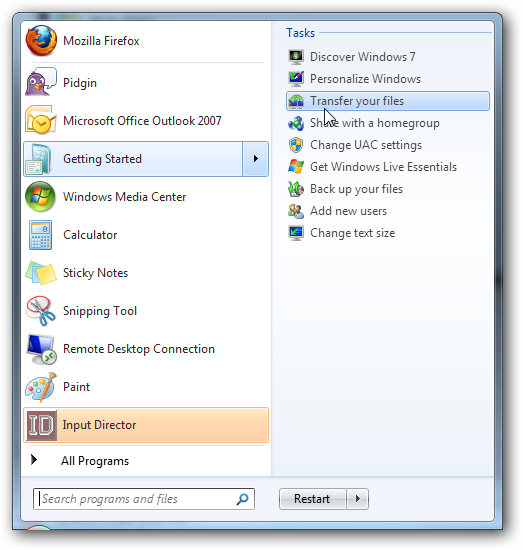 Mozilla Firefox
Pidgin
Microsoft Office Outlook 2007
Getting Started
Windows Media Center
Calculator
Sticky Notes
Snipping Tool
Remote Desktop Connection
Paint
ID
Input Director
All Programs
Search programs and files
Tasks
Discover Windows 7
Personalize Windows
Transfer your files
Share with a homegroup
Change UAC settings
Get Windows Live Essentials
Back up your files
Add new users
Change text size
Restart